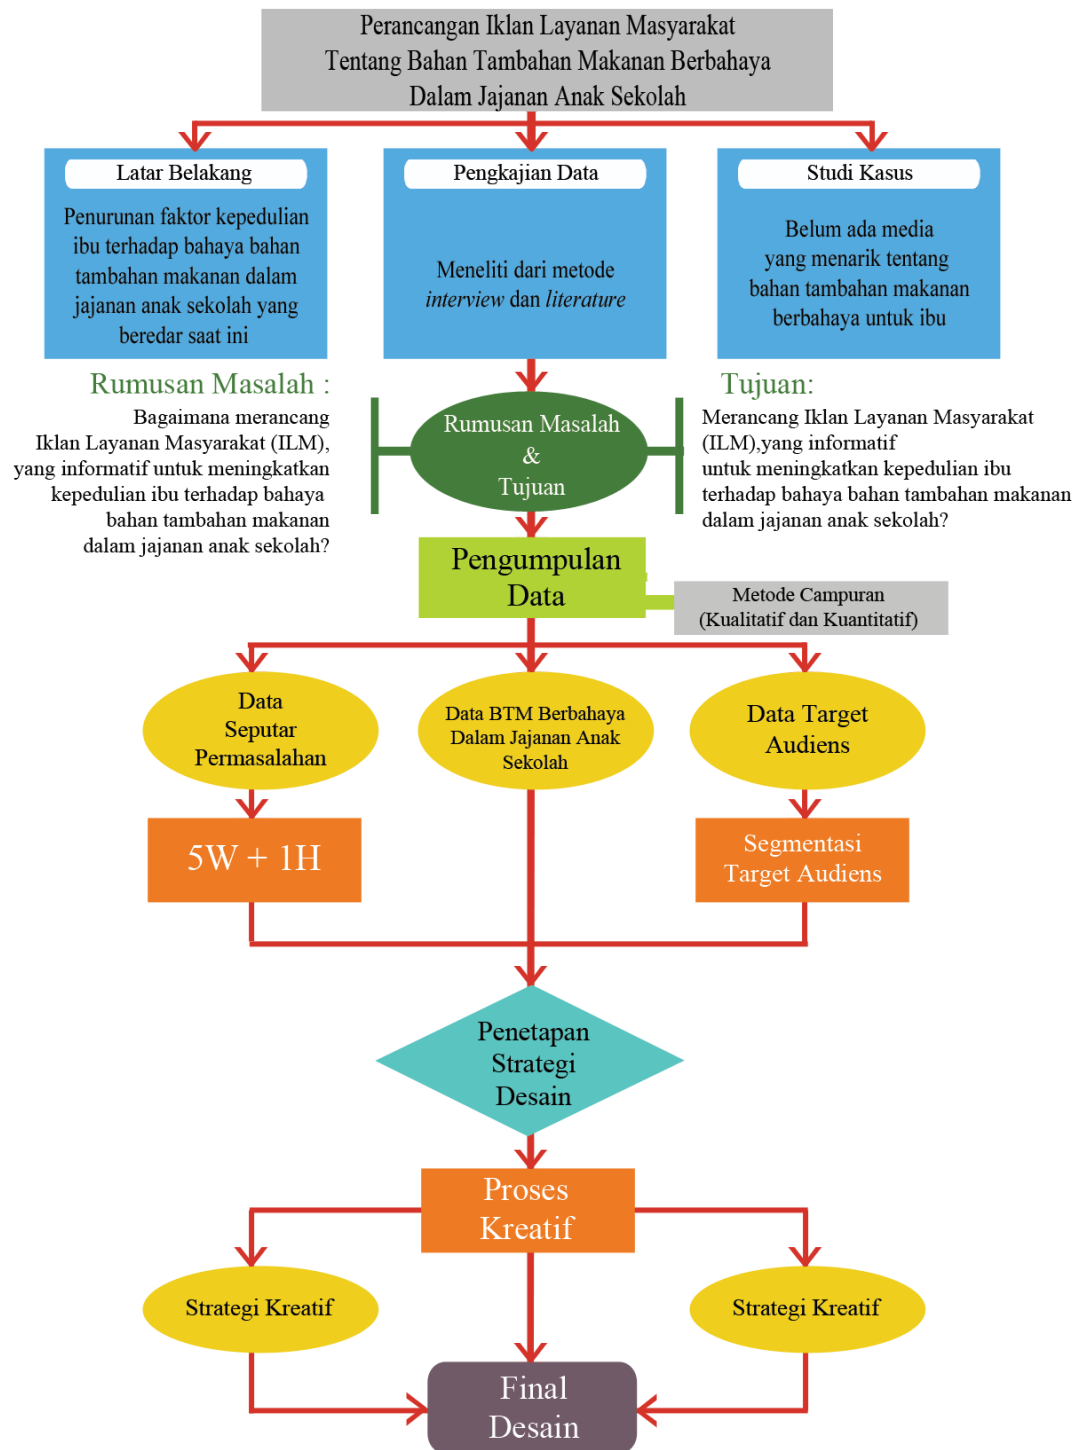 Perancangan Iklan Layanan Masyarakat
Tentang Bahan Tambahan Makanan Berbahaya
Dalam Jajanan Anak Sekolah
Latar Belakang
Penurunan faktor kepedulian
ibu terhadap bahaya bahan
tambahan makanan dalam
jajanan anak sekolah yang
beredar saat ini
Pengkajian Data
Meneliti dari metode
interview dan literature
Studi Kasus
Belum ada media
yang menarik tentang
bahan tambahan makanan
berbahaya untuk ibu
Rumusan Masalah :
Bagaimana merancang
Iklan Layanan Masyarakat (ILM),
yang informatif untuk meningkatkan
kepedulian ibu terhadap bahaya
bahan tambahan makanan
dalam jajanan anak sekolah?
Rumusan Masalah
&
Tujuan
Tujuan:
Merancang Iklan Layanan Masyarakat
(ILM),yang informatif
untuk meningkatkan kepedulian ibu
terhadap bahaya bahan tambahan makanan
dalam jajanan anak sekolah?
Pengumpulan
Data
Metode Campuran
(Kualitatif dan Kuantitatif)
Data
Seputar
Permasalahan
Data BTM Berbahaya
Dalam Jajanan Anak
Sekolah
Data Target
Audiens
5W + 1H
Segmentasi
Target Audiens
Penetapan
Strategi
Desain
Proses
Kreatif
Strategi Kreatif
Strategi Kreatif
Final
Desain